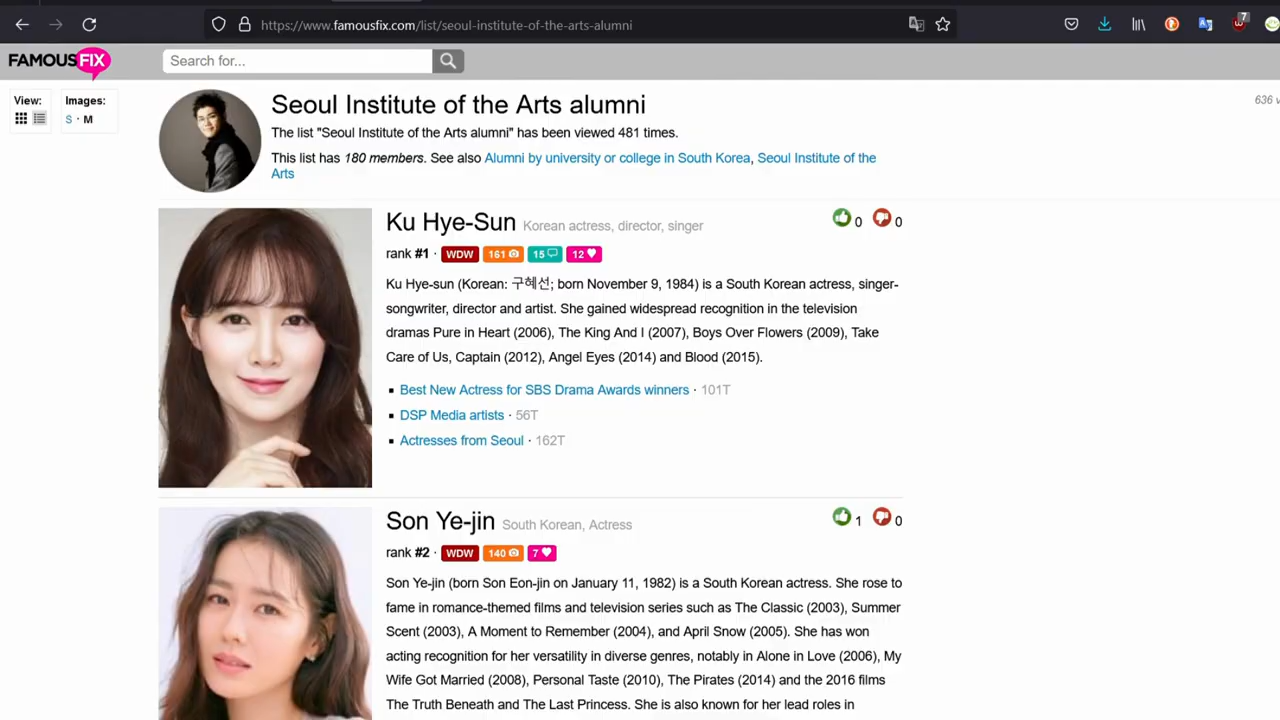 https://www.famousfix.com/list/seoul-institute-of-the-arts-alumni
7
FAMOUSFIX
Search for...
View:
Images:
S · M
Seoul Institute of the Arts alumni
The list "Seoul Institute of the Arts alumni" has been viewed 481 times.
This list has 180 members. See also Alumni by university or college in South Korea, Seoul Institute of the
Arts
636 v
Ku Hye-Sun Korean actress, director, singer
0 0
rank #1 · WDW 161 15 12
Ku Hye-sun (Korean: 구혜선; born November 9, 1984) is a South Korean actress, singer-
songwriter, director and artist. She gained widespread recognition in the television
dramas Pure in Heart (2006), The King And I (2007), Boys Over Flowers (2009), Take
Care of Us, Captain (2012), Angel Eyes (2014) and Blood (2015).
▪ Best New Actress for SBS Drama Awards winners · 101T
▪ DSP Media artists · 56T
▪ Actresses from Seoul · 162T
Son Ye-jin South Korean, Actress
1 0
rank #2 · WDW 140 7
Son Ye-jin (born Son Eon-jin on January 11, 1982) is a South Korean actress. She rose to
fame in romance-themed films and television series such as The Classic (2003), Summer
Scent (2003), A Moment to Remember (2004), and April Snow (2005). She has won
acting recognition for her versatility in diverse genres, notably in Alone in Love (2006), My
Wife Got Married (2008), Personal Taste (2010), The Pirates (2014) and the 2016 films
The Truth Beneath and The Last Princess. She is also known for her lead roles in